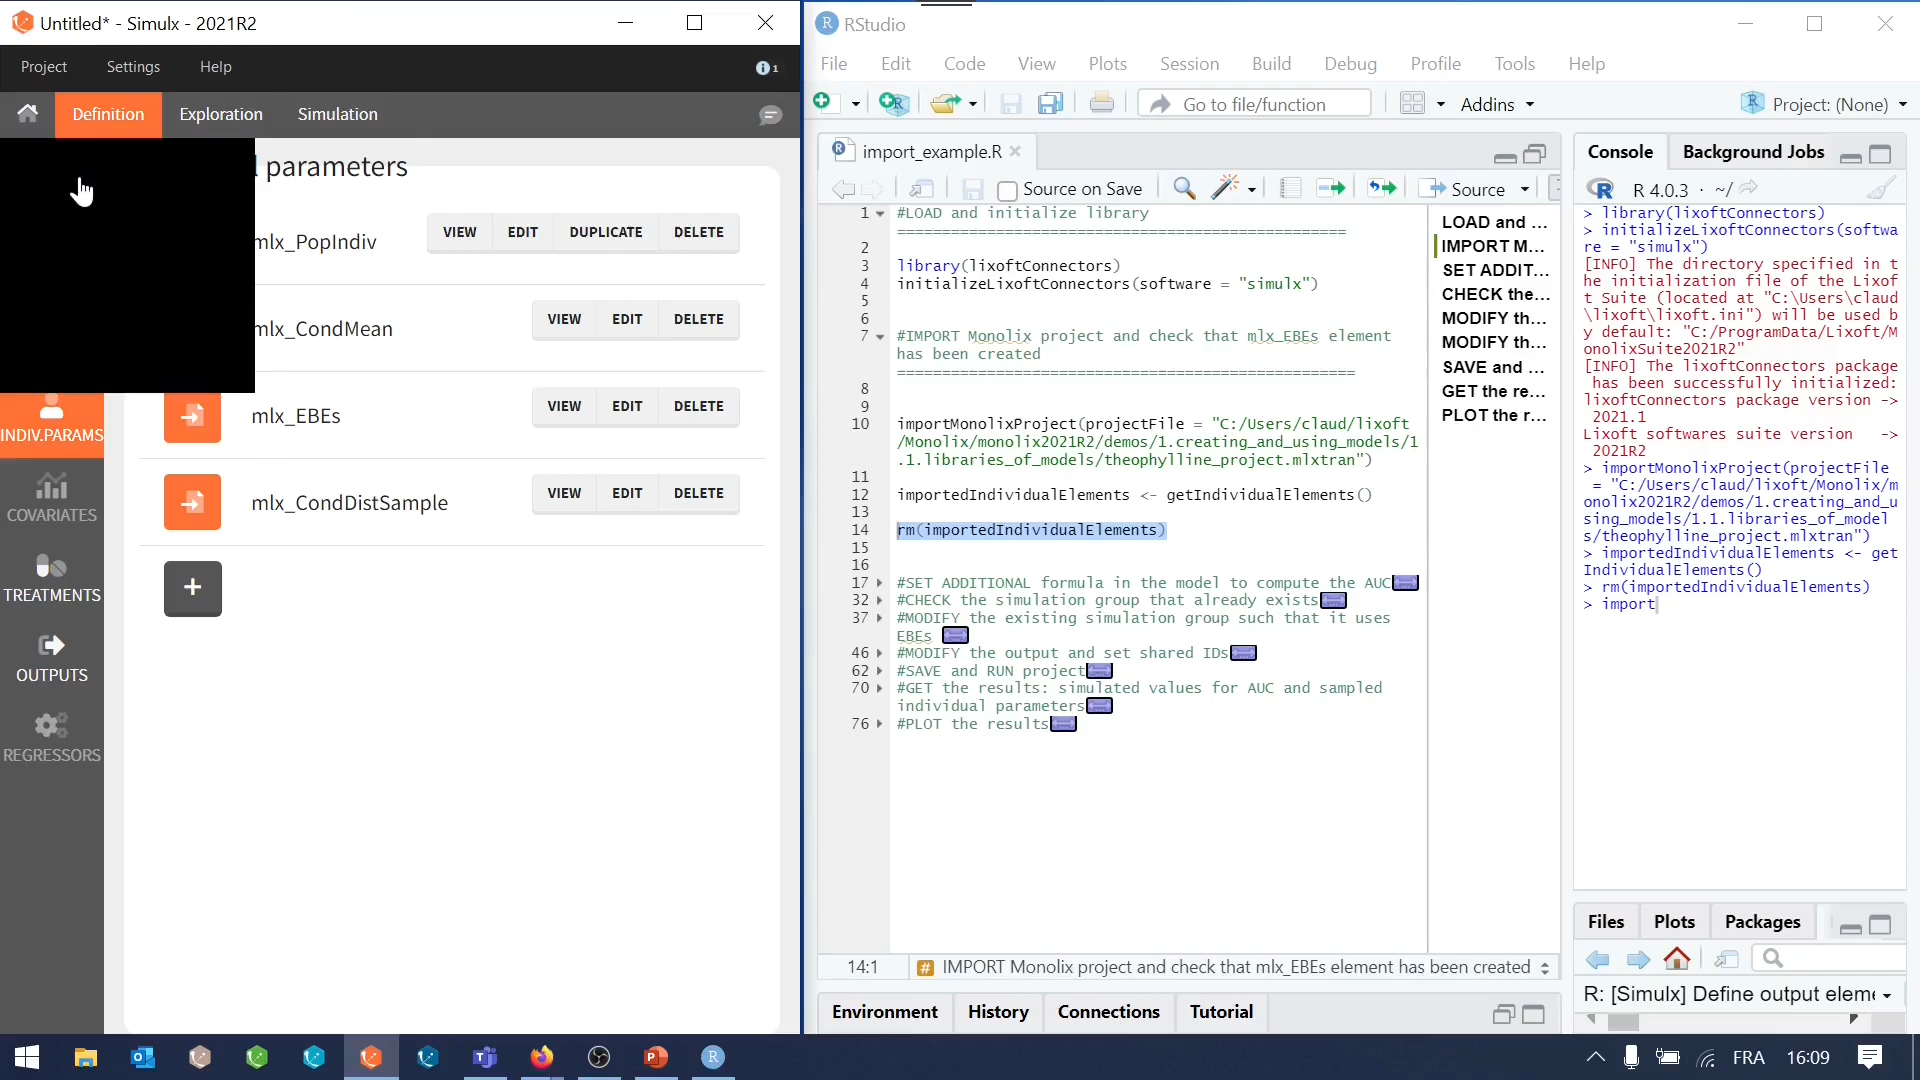 Untitled* - Simulx - 2021R2
Project Settings Help
1
Definition Exploration Simulation
parameters
mlx_PopIndiv
VIEW EDIT DUPLICATE DELETE
mlx_CondMean
VIEW EDIT DELETE
mlx_EBEs
VIEW EDIT DELETE
mlx_CondDistSample
VIEW EDIT DELETE
+
INDIV.PARAMS
COVARIATES
TREATMENTS
OUTPUTS
REGRESSORS
RStudio
File Edit Code View Plots Session Build Debug Profile Tools Help
Go to file/function
Addins
Project: (None)
import_example.R
Source on Save
Source
1 #LOAD and initialize library
==================================================
2
3 library(lixoftConnectors)
4 initializeLixoftConnectors(software = "simulx")
5
6
7 #IMPORT Monolix project and check that mlx_EBEs element
has been created
===================================================
8
9
10 importMonolixProject(projectFile = "C:/Users/claud/lixoft
/Monolix/monolix2021R2/demos/1.creating_and_using_models/1
.1.libraries_of_models/theophylline_project.mlxtran")
11
12 importedIndividualElements <- getIndividualElements()
13
14 rm(importedIndividualElements)
15
16
17 #SET ADDITIONAL formula in the model to compute the AUC
32 #CHECK the simulation group that already exists
37 #MODIFY the existing simulation group such that it uses
EBEs
46 #MODIFY the output and set shared IDs
62 #SAVE and RUN project
70 #GET the results: simulated values for AUC and sampled
individual parameters
76 #PLOT the results
LOAD and ...
IMPORT M...
SET ADDIT...
CHECK the...
MODIFY th...
MODIFY th...
SAVE and ...
GET the re...
PLOT the r...
14:1 # IMPORT Monolix project and check that mlx_EBEs element has been created
Environment History Connections Tutorial
Console Background Jobs
R 4.0.3 · ~/
> library(lixoftConnectors)
> initializeLixoftConnectors(softwa
re = "simulx")
[INFO] The directory specified in t
he initialization file of the Lixof
t Suite (located at "C:\Users\claud
\lixoft\lixoft.ini") will be used b
y default: "C:/ProgramData/Lixoft/M
onolixSuite2021R2"
[INFO] The lixoftConnectors package
has been successfully initialized:
lixoftConnectors package version ->
2021.1
Lixoft softwares suite version ->
2021R2
> importMonolixProject(projectFile
= "C:/Users/claud/lixoft/Monolix/m
onolix2021R2/demos/1.creating_and_u
sing_models/1.1.libraries_of_model
s/theophylline_project.mlxtran")
> importedIndividualElements <- get
IndividualElements()
> rm(importedIndividualElements)
> import
Files Plots Packages
R: [Simulx] Define output eleme
FRA 16:09